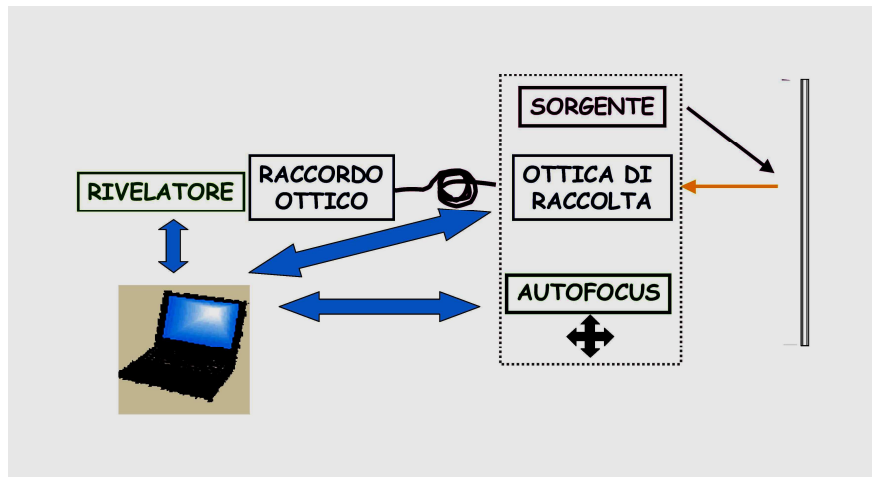 SORGENTE
RIVELATORE
RACCORDO
OTTICO
OTTICA DI
RACCOLTA
AUTOFOCUS